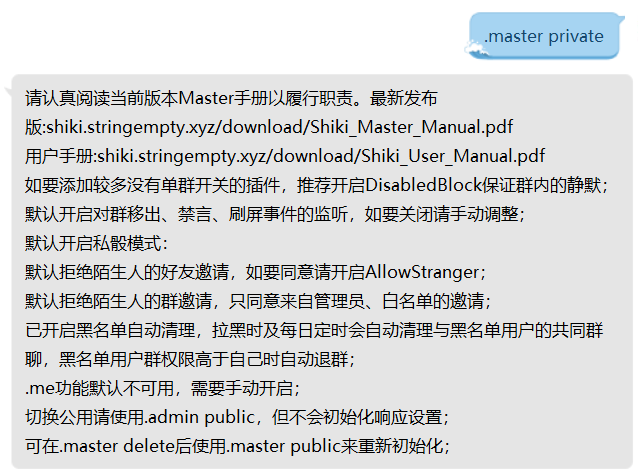 .master private
请认真阅读当前版本Master手册以履行职责。最新发布
版:shiki.stringempty.xyz/download/Shiki_Master_Manual.pdf
用户手册:shiki.stringempty.xyz/download/Shiki_User_Manual.pdf
如要添加较多没有单群开关的插件，推荐开启DisabledBlock保证群内的静默；
默认开启对群移出、禁言、刷屏事件的监听，如要关闭请手动调整；
默认开启私骰模式：
默认拒绝陌生人的好友邀请，如要同意请开启AllowStranger；
默认拒绝陌生人的群邀请，只同意来自管理员、白名单的邀请；
已开启黑名单自动清理，拉黑时及每日定时会自动清理与黑名单用户的共同群
聊，黑名单用户群权限高于自己时自动退群；
.me功能默认不可用，需要手动开启；
切换公用请使用.admin public，但不会初始化响应设置；
可在.master delete后使用.master public来重新初始化；